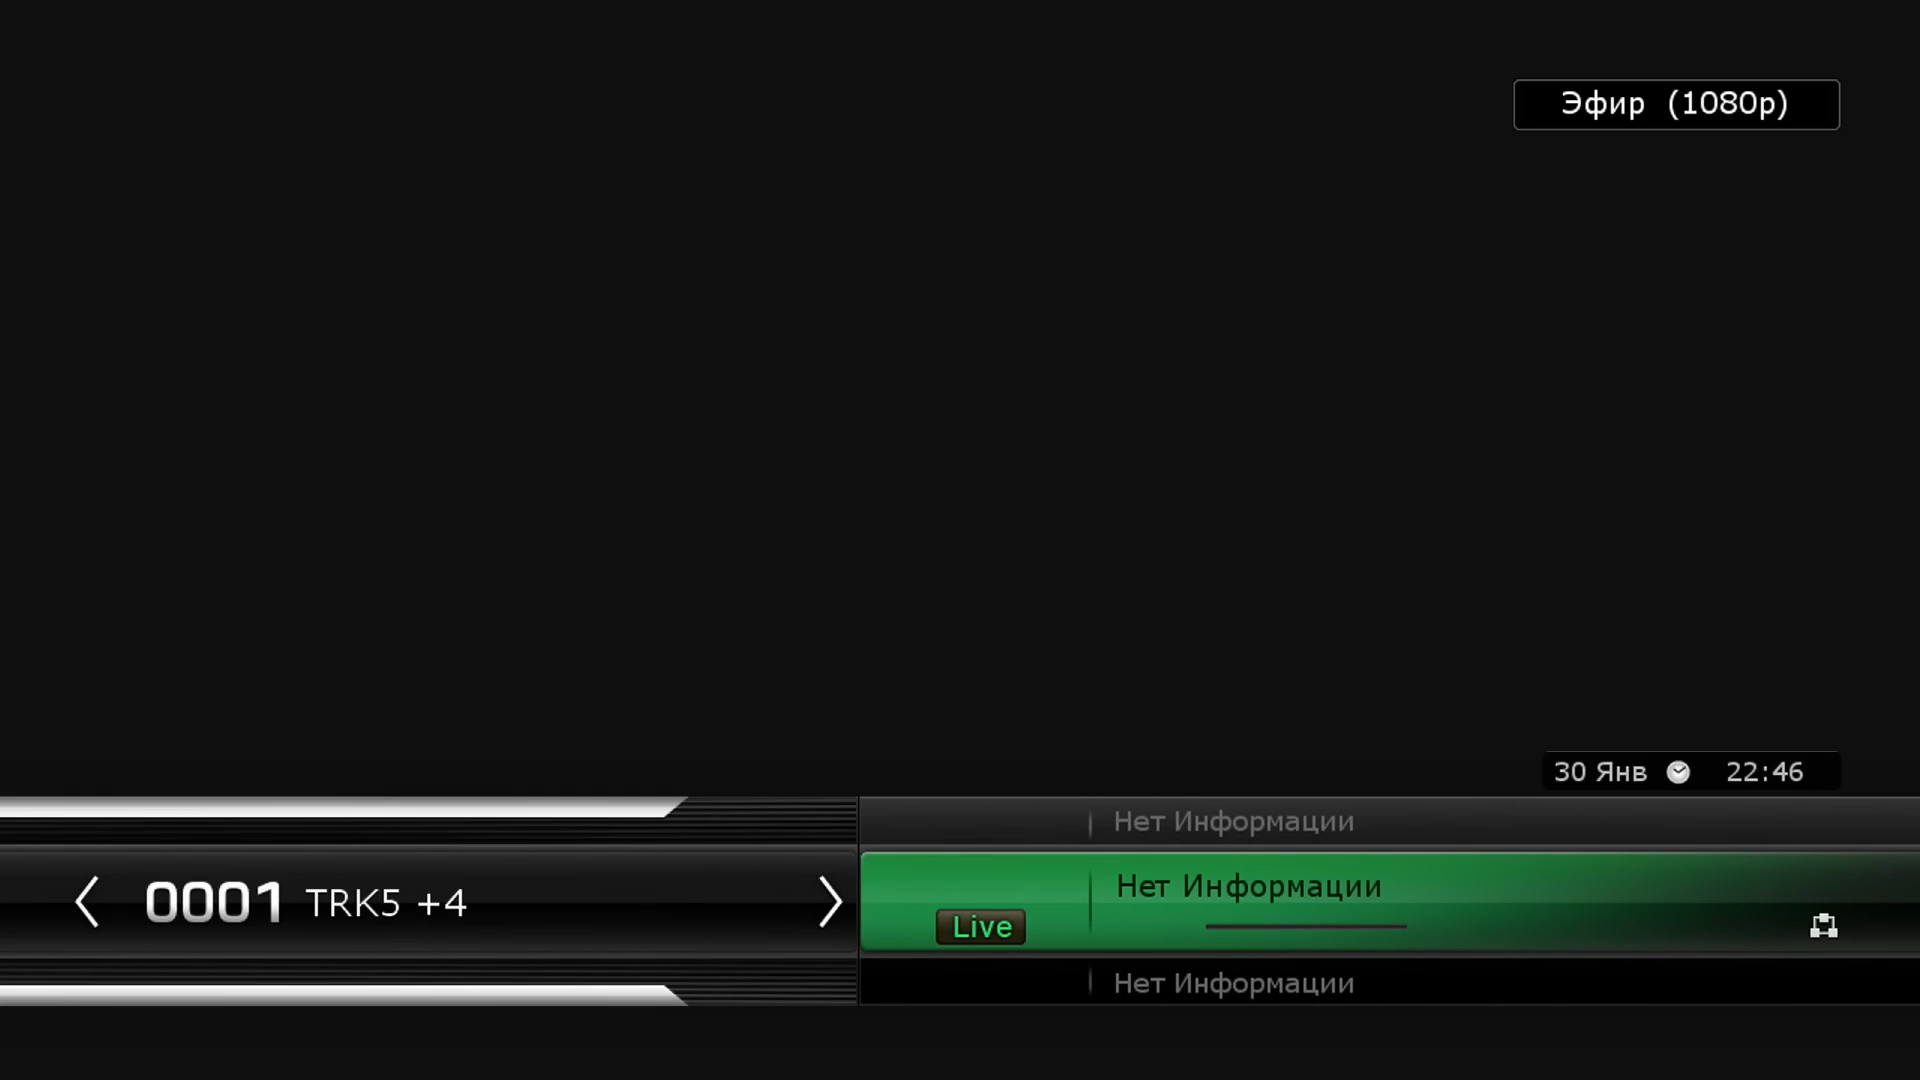 Эфир (1080p)
30 Янв 22:46
Нет Информации
0001 TRK5 +4
Нет Информации
Live
Нет Информации